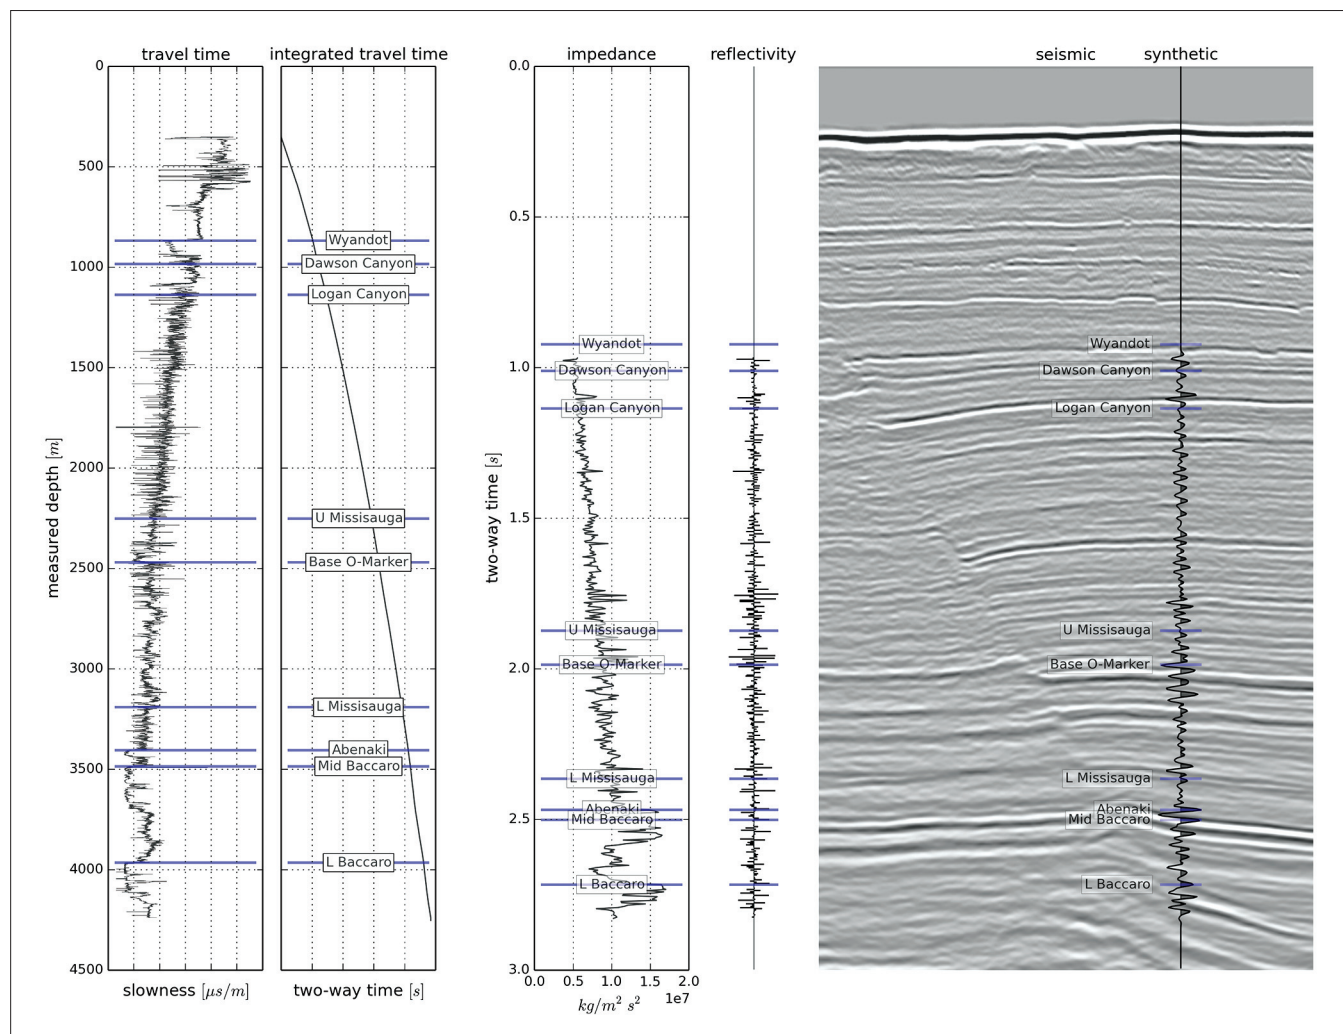 travel time
integrated travel time
impedance
reflectivity
seismic
synthetic
0
500
1000
1500
2000
2500
3000
3500
4000
4500
measured depth [m]
slowness [μs/m]
Wyandot
Dawson Canyon
Logan Canyon
U Missisauga
Base O-Marker
L Missisauga
Abenaki
Mid Baccaro
L Baccaro
two-way time [s]
0.0
0.5
1.0
1.5
2.0
2.5
3.0
two-way time [s]
Wyandot
Dawson Canyon
Logan Canyon
U Missisauga
Base O-Marker
L Missisauga
Abenaki
Mid Baccaro
L Baccaro
0.0 0.5 1.0 1.5 2.0
1e7
kg/m² s²
Wyandot
Dawson Canyon
Logan Canyon
U Missisauga
Base O-Marker
L Missisauga
Abenaki
Mid Baccaro
L Baccaro